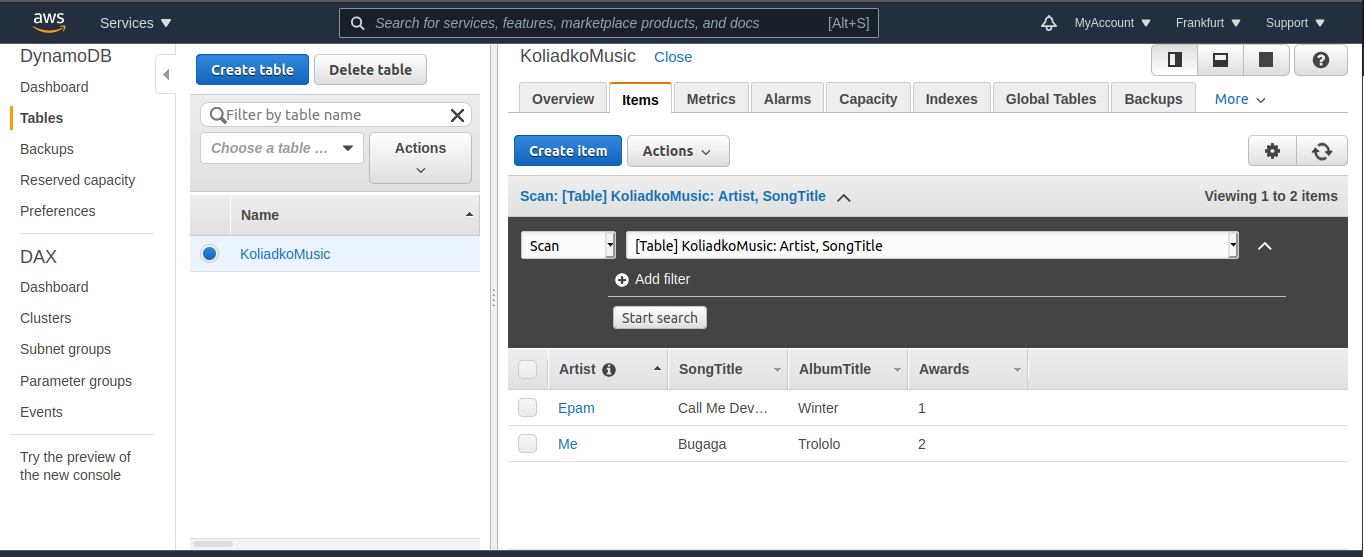 aws Services Search for services, features, marketplace products, and docs [Alt+S] MyAccount Frankfurt Support
DynamoDB
Dashboard
Tables
Backups
Reserved capacity
Preferences
DAX
Dashboard
Clusters
Subnet groups
Parameter groups
Events
Try the preview of
the new console
Create table Delete table
Filter by table name
Choose a table ... Actions
Name
KoliadkoMusic
KoliadkoMusic Close
Overview Items Metrics Alarms Capacity Indexes Global Tables Backups More
Create item Actions
Scan: [Table] KoliadkoMusic: Artist, SongTitle Viewing 1 to 2 items
Scan [Table] KoliadkoMusic: Artist, SongTitle
Add filter
Start search
Artist SongTitle AlbumTitle Awards
Epam Call Me Dev... Winter 1
Me Bugaga Trololo 2